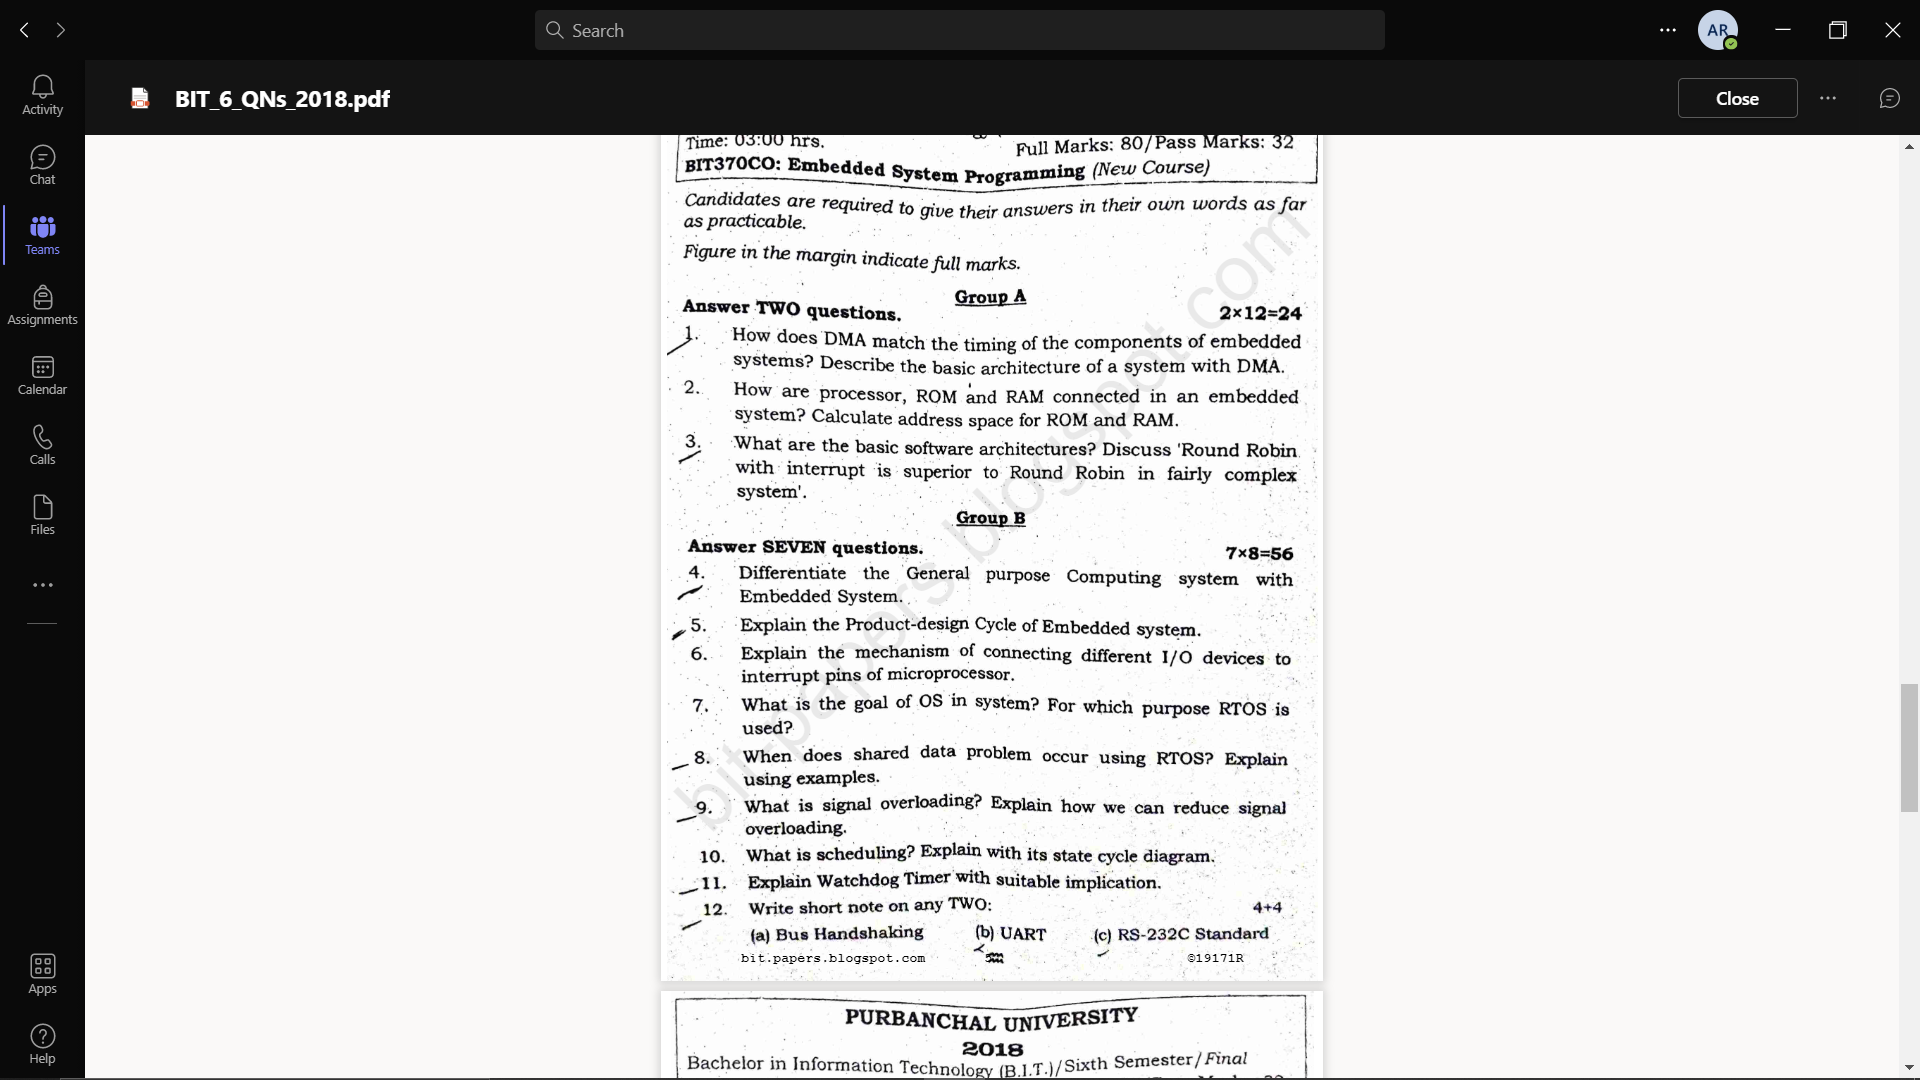 Search
AR
Activity
Chat
Teams
Assignments
Calendar
Calls
Files
Apps
Help
BIT_6_QNs_2018.pdf
Close
Time: 03:00 hrs.
Full Marks: 80/Pass Marks: 32
BIT370CO: Embedded System Programming (New Course)
Candidates are required to give their answers in their own words as far
as practicable.
Figure in the margin indicate full marks.
Group A
Answer TWO questions. 2×12=24
1. How does DMA match the timing of the components of embedded
systems? Describe the basic architecture of a system with DMA.
2. How are processor, ROM and RAM connected in an embedded
system? Calculate address space for ROM and RAM.
3. What are the basic software architectures? Discuss 'Round Robin
with interrupt is superior to Round Robin in fairly complex
system'.
Group B
Answer SEVEN questions. 7×8=56
4. Differentiate the General purpose Computing system with
Embedded System.
5. Explain the Product-design Cycle of Embedded system.
6. Explain the mechanism of connecting different I/O devices to
interrupt pins of microprocessor.
7. What is the goal of OS in system? For which purpose RTOS is
used?
8. When does shared data problem occur using RTOS? Explain
using examples.
9. What is signal overloading? Explain how we can reduce signal
overloading.
10. What is scheduling? Explain with its state cycle diagram.
11. Explain Watchdog Timer with suitable implication.
12. Write short note on any TWO: 4+4
(a) Bus Handshaking (b) UART (c) RS-232C Standard
bit.papers.blogspot.com ©19171R
bit-papers.blogspot.com
PURBANCHAL UNIVERSITY
2018
Bachelor in Information Technology (B.I.T.)/Sixth Semester/Final